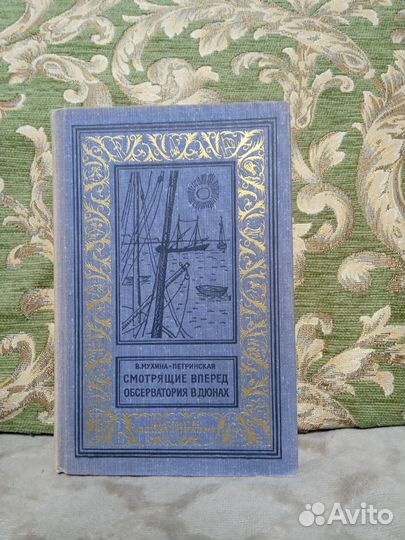 В. МУХИНА-ПЕТРИНСКАЯ
СМОТРЯЩИЕ ВПЕРЕД
ОБСЕРВАТОРИЯ В ДЮНАХ
Avito